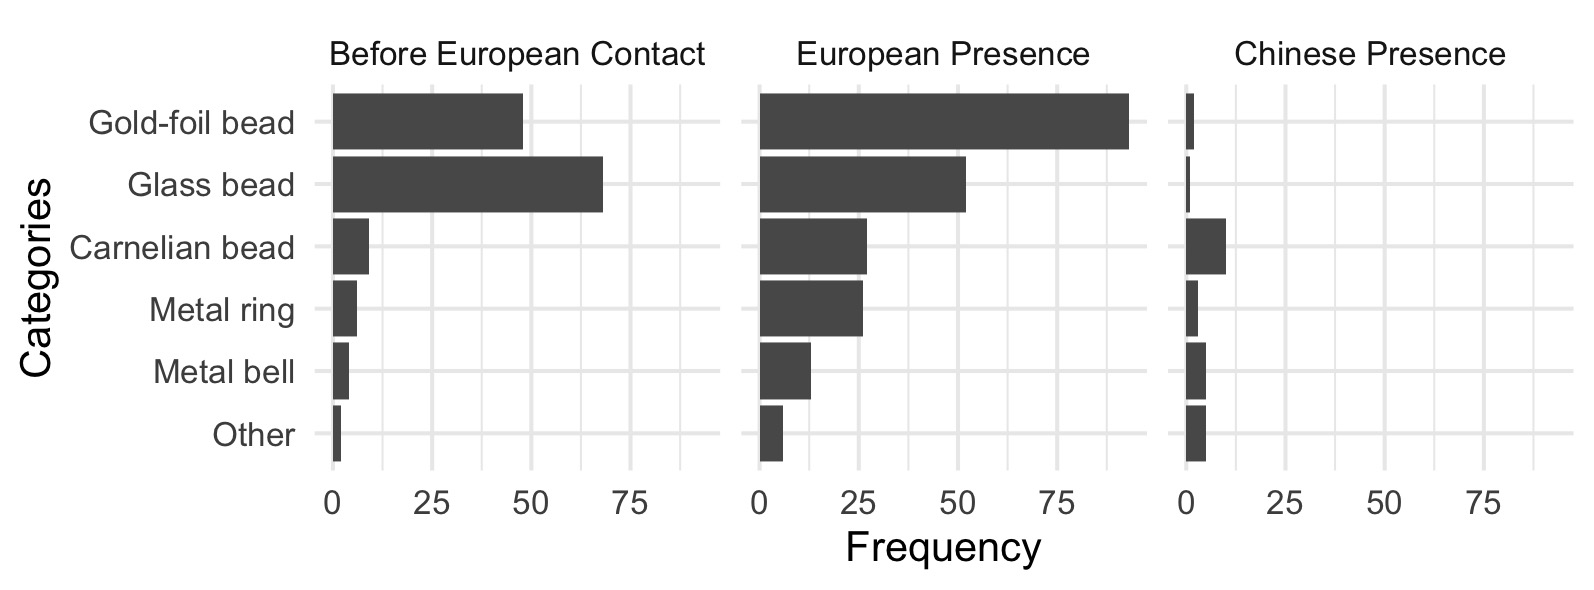 Before European Contact
European Presence
Chinese Presence
Categories
Gold-foil bead
Glass bead
Carnelian bead
Metal ring
Metal bell
Other
0 25 50 75
0 25 50 75
0 25 50 75
Frequency